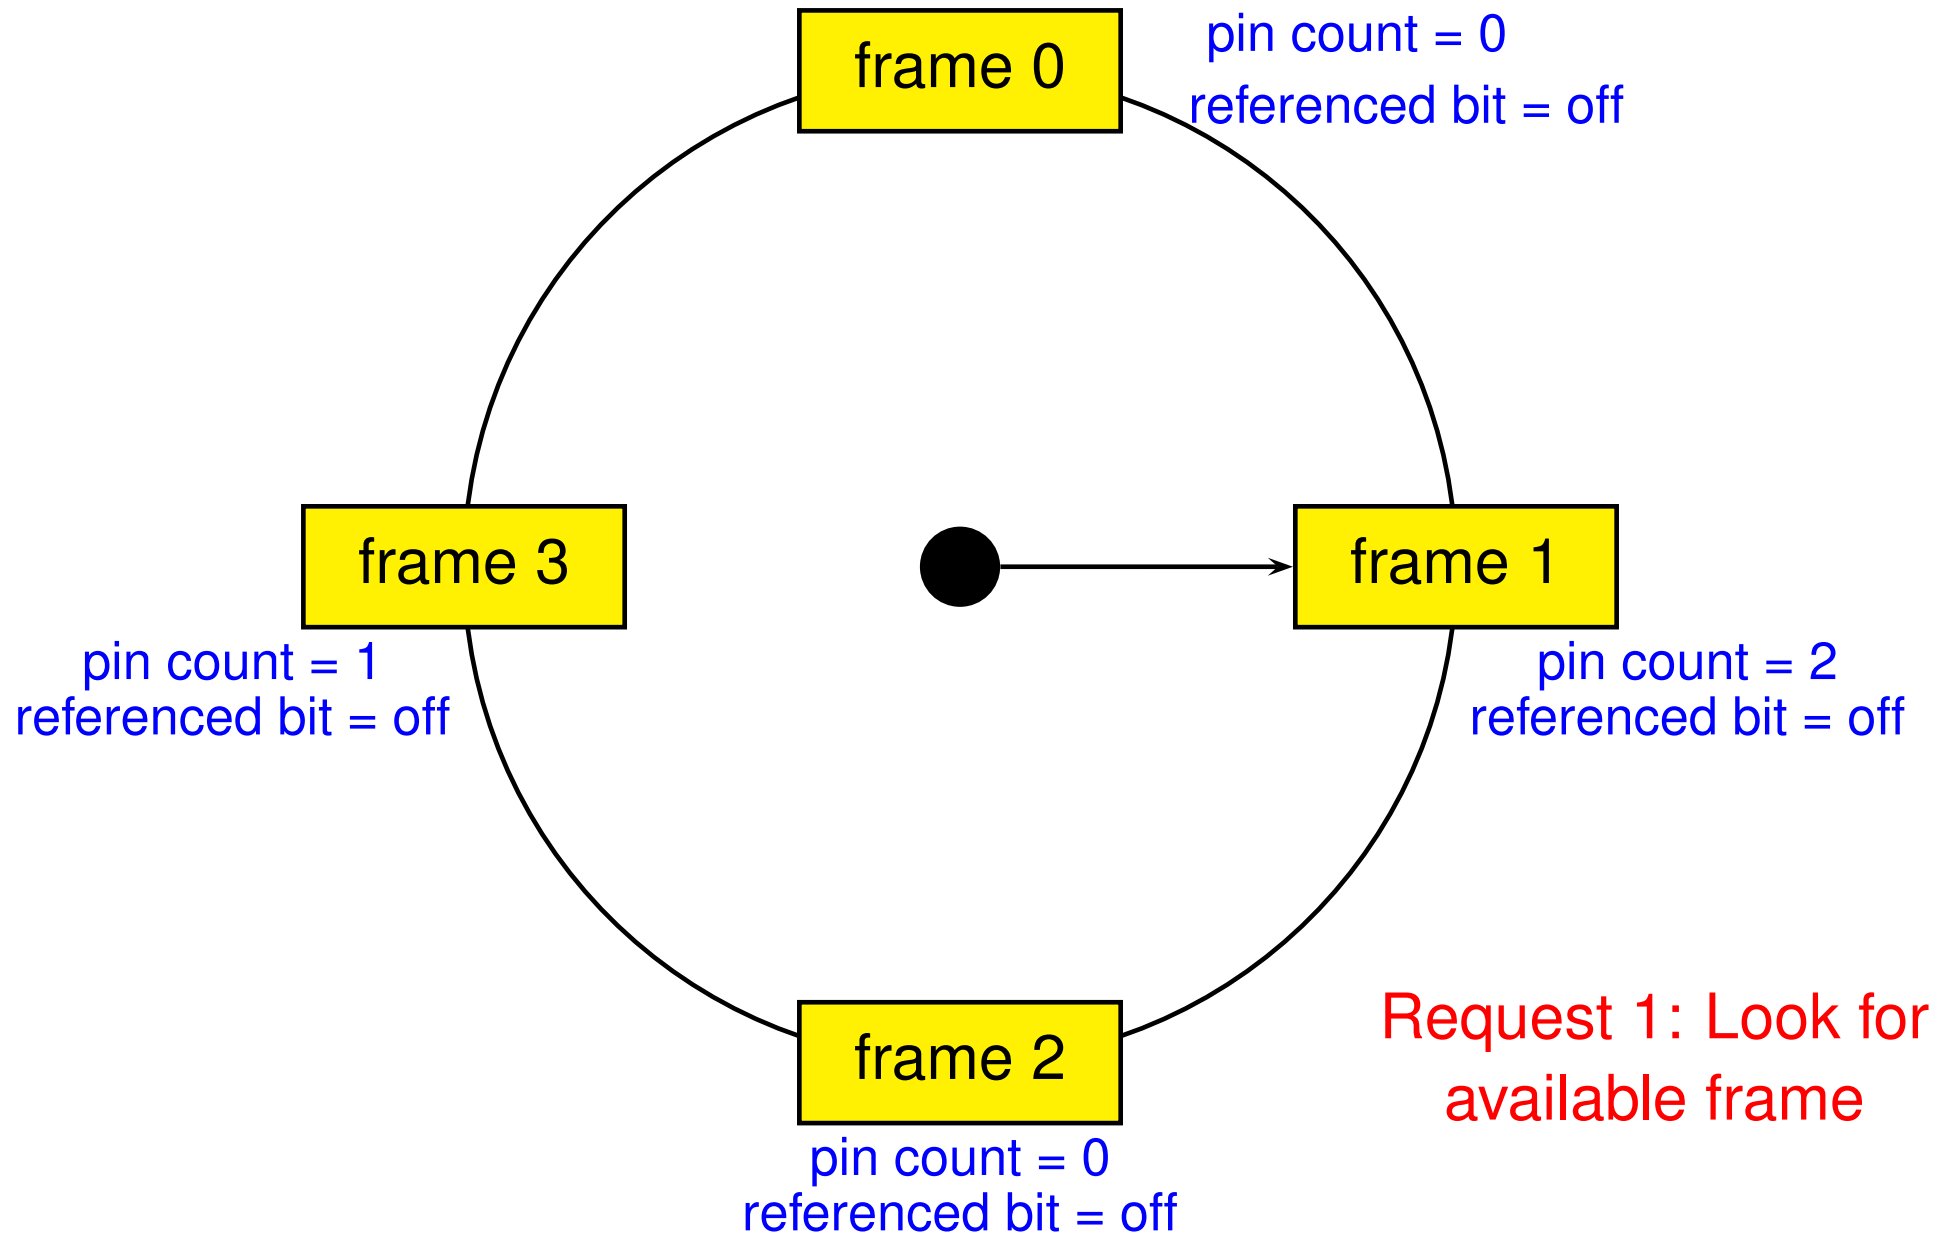 frame 0
pin count = 0
referenced bit = off
frame 3
pin count = 1
referenced bit = off
frame 1
pin count = 2
referenced bit = off
frame 2
pin count = 0
referenced bit = off
Request 1: Look for
available frame